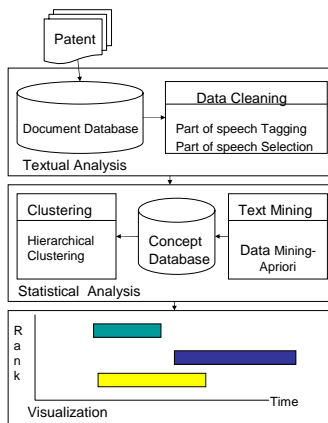 Patent
Document Database
Data Cleaning
Part of speech Tagging
Part of speech Selection
Textual Analysis
Clustering
Hierarchical
Clustering
Concept
Database
Text Mining
Data Mining-
Apriori
Statistical Analysis
R
a
n
k
Time
Visualization